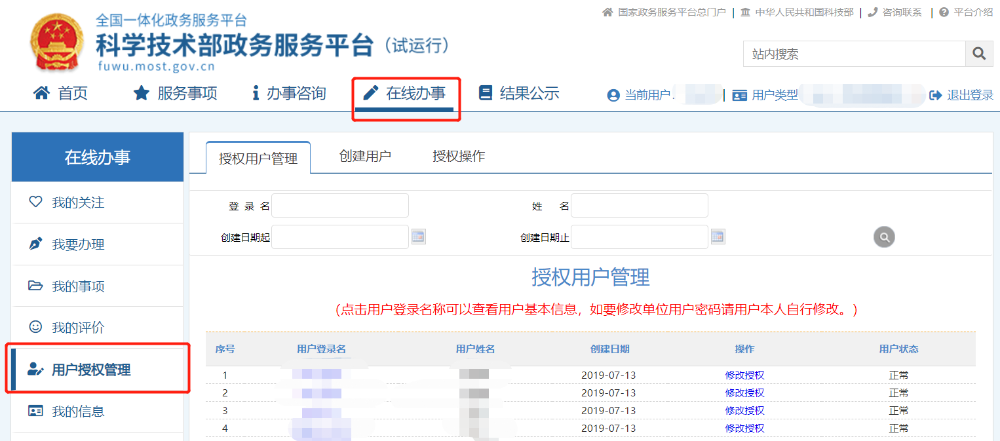 国家政务服务平台总门户 | 中华人民共和国科技部 | 咨询联系 | 平台介绍
全国一体化政务服务平台
科学技术部政务服务平台（试运行）
fuwu.most.gov.cn
站内搜索
首页 服务事项 办事咨询 在线办事 结果公示
当前用户: | 用户类型 退出登录
在线办事
我的关注
我要办理
我的事项
我的评价
用户授权管理
我的信息
授权用户管理 创建用户 授权操作
登 录 名 姓 名
创建日期起 创建日期止
授权用户管理
（点击用户登录名称可以查看用户基本信息，如要修改单位用户密码请用户本人自行修改。）
序号 用户登录名 用户姓名 创建日期 操作 用户状态
1 2019-07-13 修改授权 正常
2 2019-07-13 修改授权 正常
3 2019-07-13 修改授权 正常
4 2019-07-13 修改授权 正常